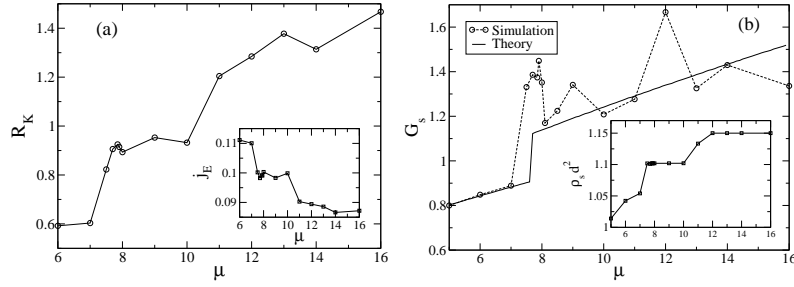 (a)
R_K
1.4
1.2
1.0
0.8
0.6
6 8 10 12 14 16
μ
j_E
0.11
0.1
0.09
6 8 10 12 14 16
μ
(b)
Simulation
Theory
G_s
1.6
1.4
1.2
1
0.8
0.6
6 8 10 12 14 16
μ
ρ_s d²
1.15
1.1
1.05
1
6 8 10 12 14 16